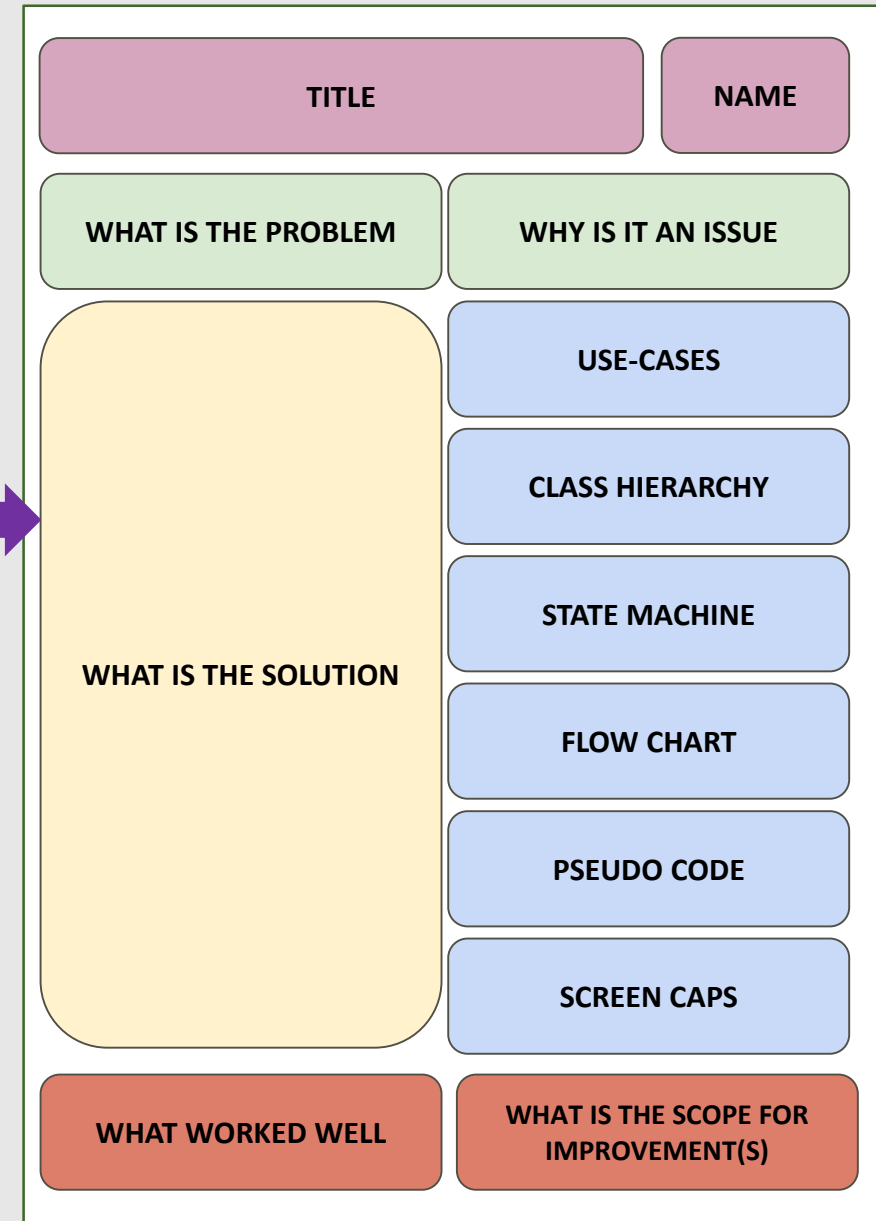 TITLE
NAME
WHAT IS THE PROBLEM
WHY IS IT AN ISSUE
WHAT IS THE SOLUTION
USE-CASES
CLASS HIERARCHY
STATE MACHINE
FLOW CHART
PSEUDO CODE
SCREEN CAPS
WHAT WORKED WELL
WHAT IS THE SCOPE FOR
IMPROVEMENT(S)